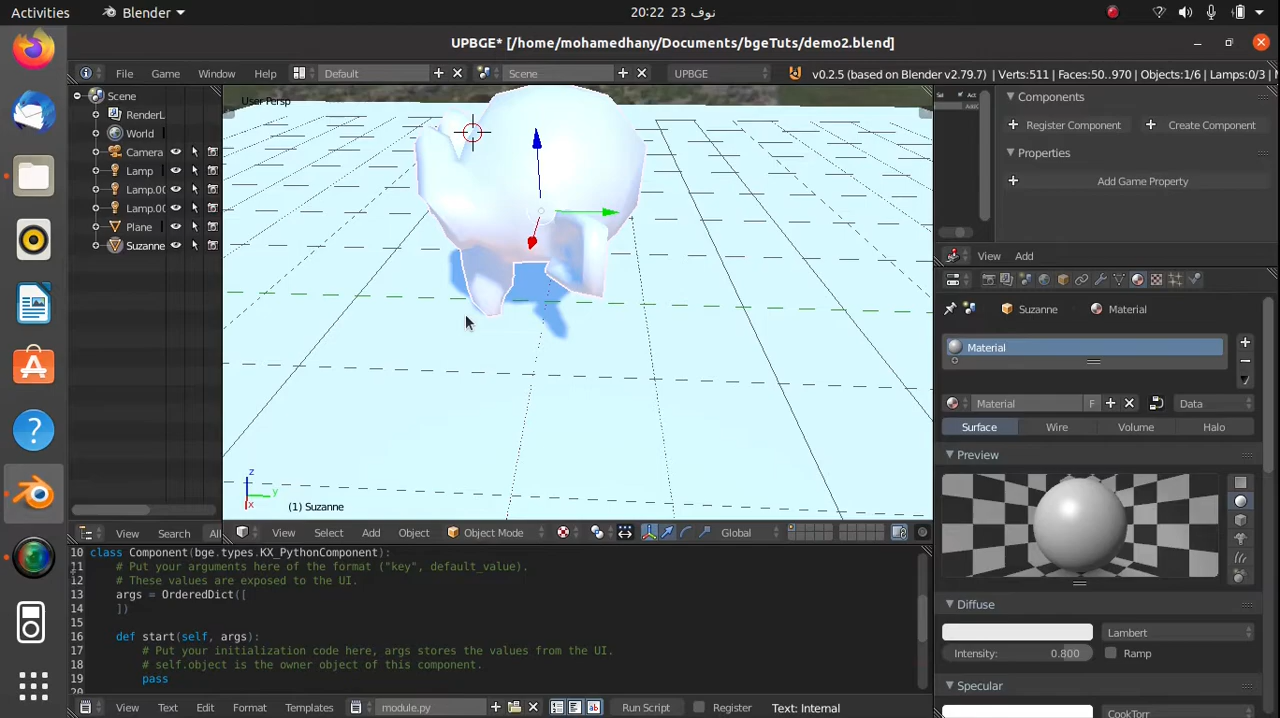 Activities
Blender
نوف 23 20:22
UPBGE* [/home/mohamedhany/Documents/bgeTuts/demo2.blend]
File Game Window Help Default Scene UPBGE v0.2.5 (based on Blender v2.79.7) | Verts:511 | Faces:50..970 | Objects:1/6 | Lamps:0/3 |
Scene
RenderL
World
Camera
Lamp
Lamp.00
Lamp.00
Plane
Suzanne
View Search Al
User Persp
z
y
x
(1) Suzanne
View Select Add Object Object Mode Global
10 class Component(bge.types.KX_PythonComponent):
11 # Put your arguments here of the format ("key", default_value).
12 # These values are exposed to the UI.
13 args = OrderedDict([
14 ])
15
16 def start(self, args):
17 # Put your initialization code here, args stores the values from the UI.
18 # self.object is the owner object of this component.
19 pass
20
View Text Edit Format Templates module.py Run Script Register Text: Internal
Components
Register Component Create Component
Properties
Add Game Property
View Add
Suzanne Material
Material
Material F Data
Surface Wire Volume Halo
Preview
Diffuse
Lambert
Intensity: 0.800 Ramp
Specular
CookTorr